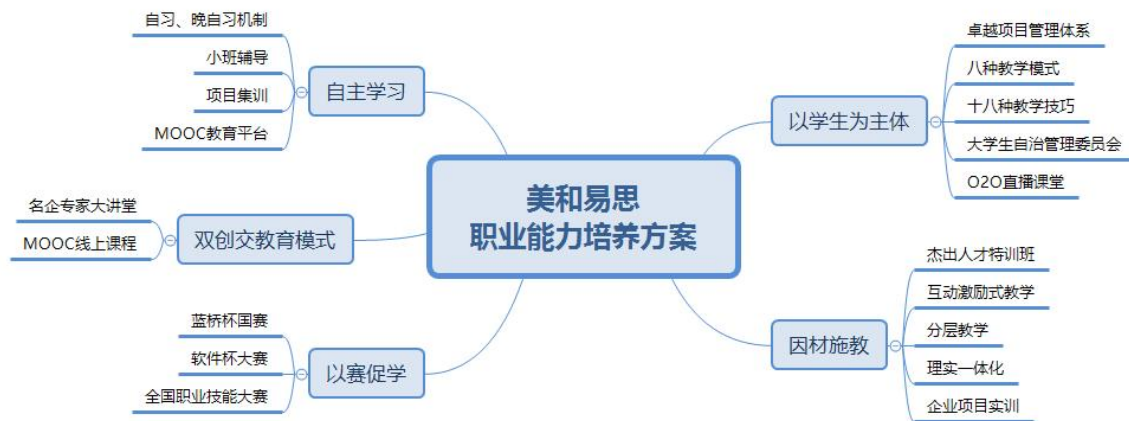 美和易思
职业能力培养方案
自主学习
自习、晚自习机制
小班辅导
项目集训
MOOC教育平台
双创交教育模式
名企专家大讲堂
MOOC线上课程
以赛促学
蓝桥杯国赛
软件杯大赛
全国职业技能大赛
以学生为主体
卓越项目管理体系
八种教学模式
十八种教学技巧
大学生自治管理委员会
O2O直播课堂
因材施教
杰出人才特训班
互动激励式教学
分层教学
理实一体化
企业项目实训